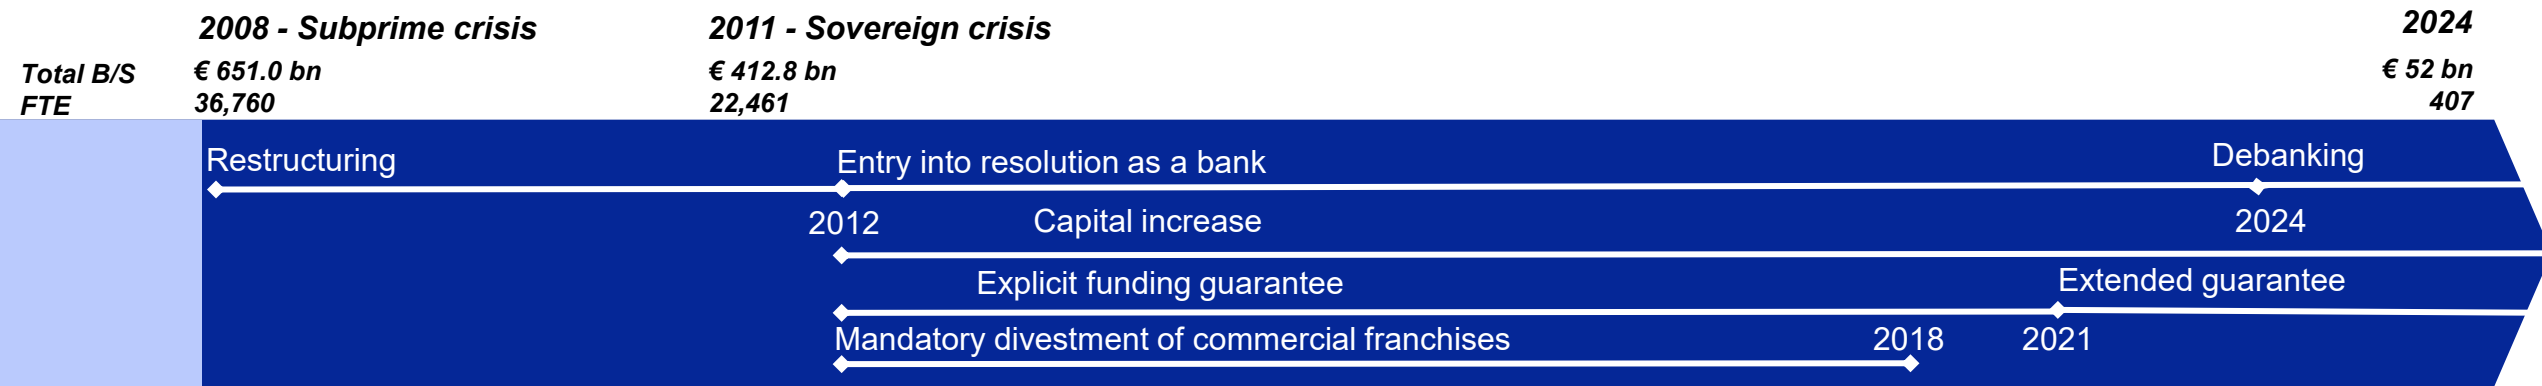 2008 - Subprime crisis 2011 - Sovereign crisis 2024
Total B/S € 651.0 bn € 412.8 bn € 52 bn
FTE 36,760 22,461 407
Restructuring Entry into resolution as a bank Debanking
2012 Capital increase 2024
Explicit funding guarantee Extended guarantee
Mandatory divestment of commercial franchises 2018 2021